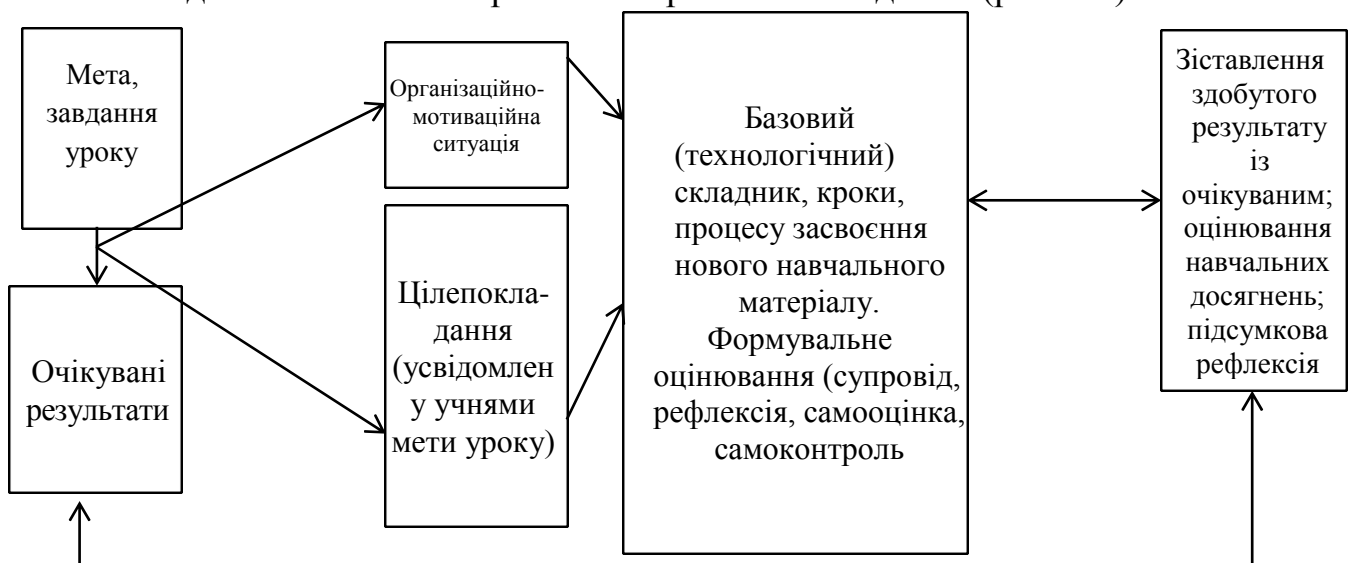 Мета,
завдання
уроку
Очікувані
результати
Організаційно-
мотиваційна
ситуація
Цілепокла-
дання
(усвідомлен
у учнями
мети уроку)
Базовий
(технологічний)
складник, кроки,
процесу засвоєння
нового навчального
матеріалу.
Формувальне
оцінювання (супровід,
рефлексія, самооцінка,
самоконтроль
Зіставлення
здобутого
результату
із
очікуваним;
оцінювання
навчальних
досягнень;
підсумкова
рефлексія